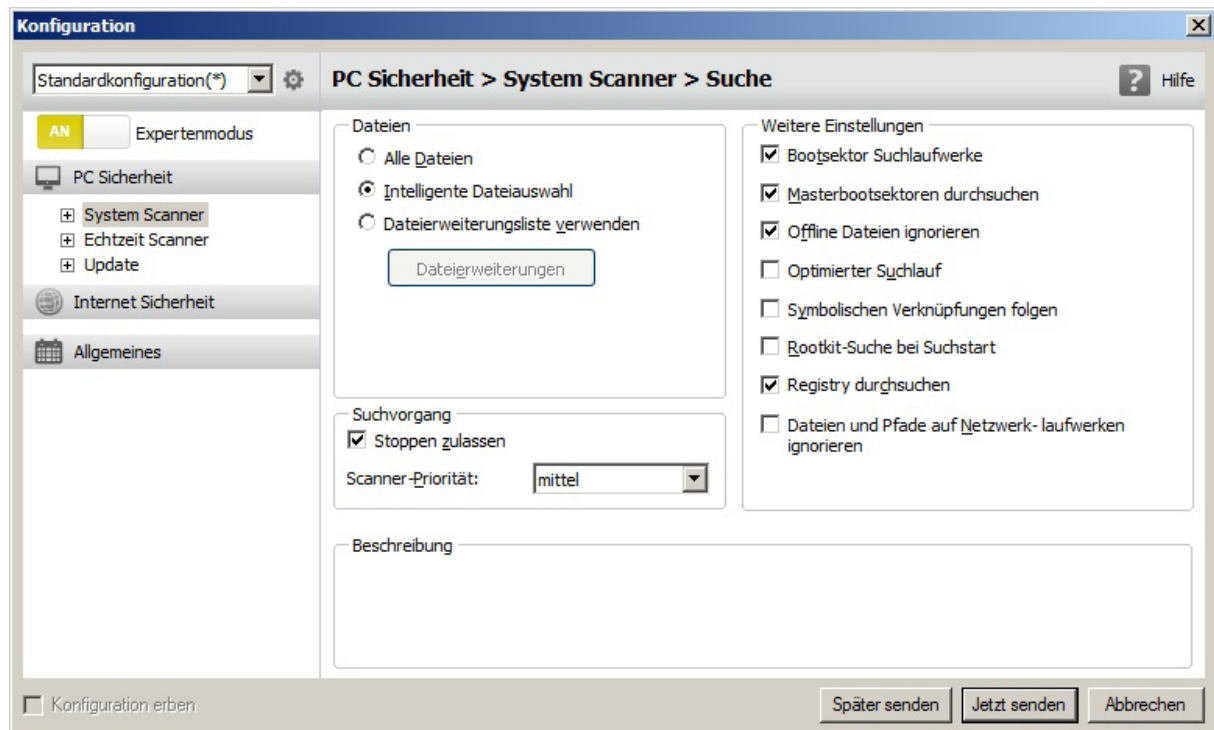 Konfiguration
Standardkonfiguration(*)
PC Sicherheit > System Scanner > Suche
? Hilfe
AN Expertenmodus
PC Sicherheit
System Scanner
Echtzeit Scanner
Update
Internet Sicherheit
Allgemeines
Dateien
Alle Dateien
Intelligente Dateiauswahl
Dateierweiterungsliste verwenden
Dateierweiterungen
Suchvorgang
Stoppen zulassen
Scanner-Priorität: mittel
Weitere Einstellungen
Bootsektor Suchlaufwerke
Masterbootsektoren durchsuchen
Offline Dateien ignorieren
Optimierter Suchlauf
Symbolischen Verknüpfungen folgen
Rootkit-Suche bei Suchstart
Registry durchsuchen
Dateien und Pfade auf Netzwerk- laufwerken
ignorieren
Beschreibung
Konfiguration erben
Später senden
Jetzt senden
Abbrechen